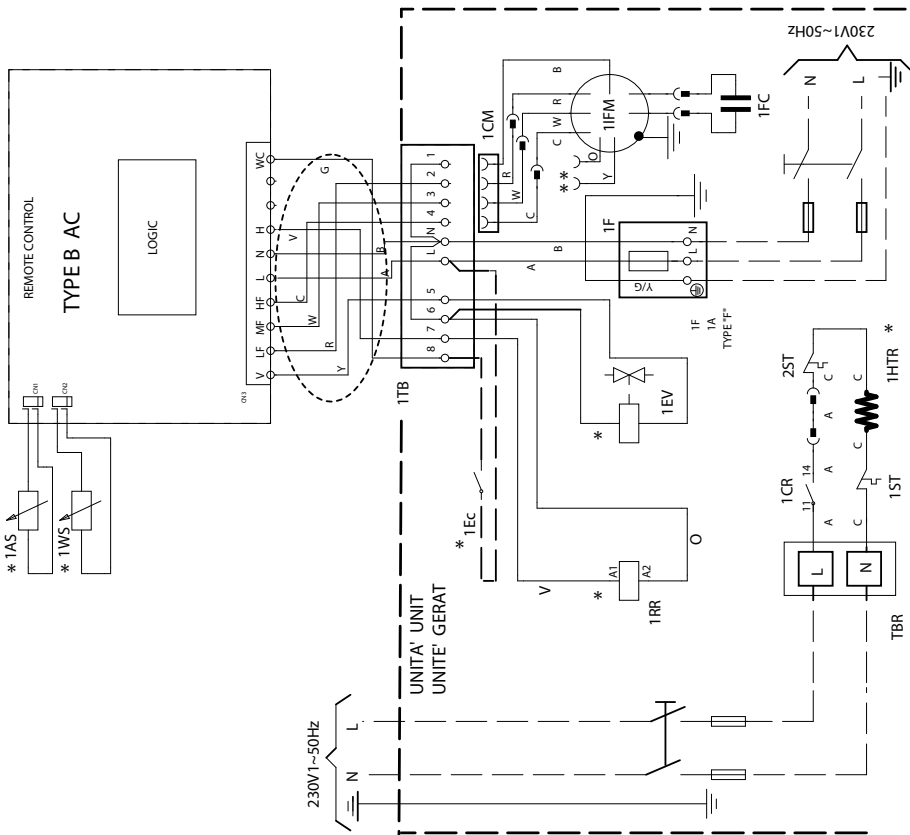 REMOTE CONTROL
TYPE B AC
LOGIC
CN1
CN2
CN3
* 1AS
* 1WS
WC
H
N
L
HF
MF
LF
V
G
V
B
A
C
W
R
Y
1TB
1
2
3
4
N
L
5
6
7
8
1CM
R
W
C
B
R
W
C
1IFM
O
Y
**
1FC
230V1~50Hz
N
L
B
A
1F
N
L
Y/G
1F
1A
TYPE "F"
1EV
*
* 1Ec
V
O
A1
A2
1RR
*
UNITA' UNIT
UNITE' GERAT
230V1~50Hz
L
N
2ST
C
A
14
11
1CR
A
A
*
1HTR
C
C
1ST
C
L
N
TBR